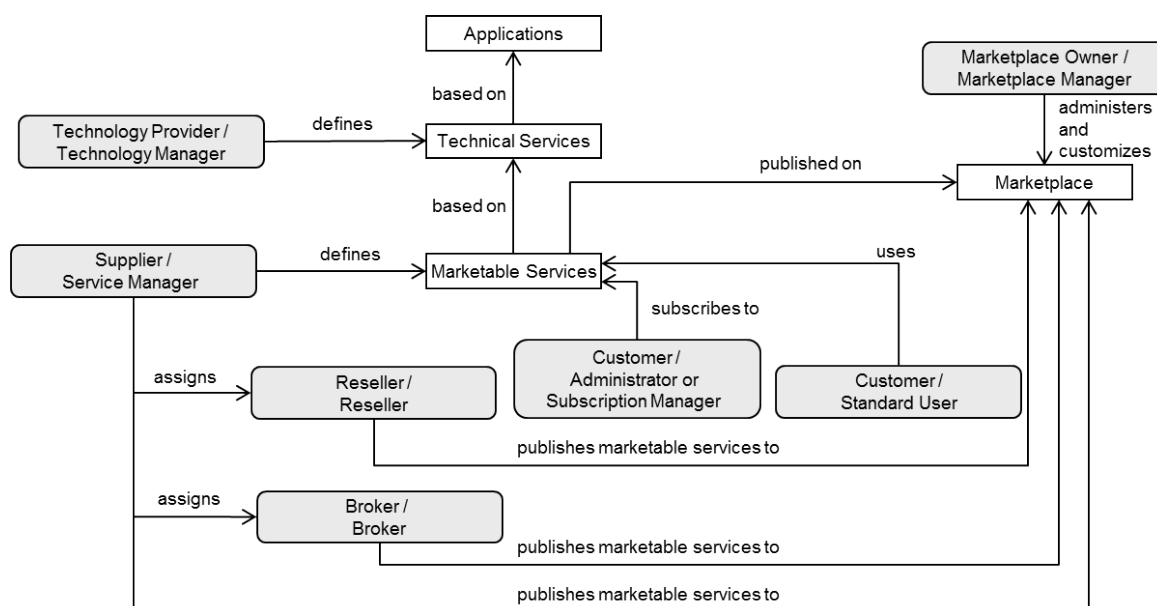 Applications
Marketplace Owner /
Marketplace Manager
based on
administers
and
customizes
Technology Provider /
Technology Manager
defines
Technical Services
published on
Marketplace
based on
Supplier /
Service Manager
defines
Marketable Services
uses
subscribes to
Customer /
Administrator or
Subscription Manager
Customer /
Standard User
assigns
Reseller /
Reseller
publishes marketable services to
assigns
Broker /
Broker
publishes marketable services to
publishes marketable services to